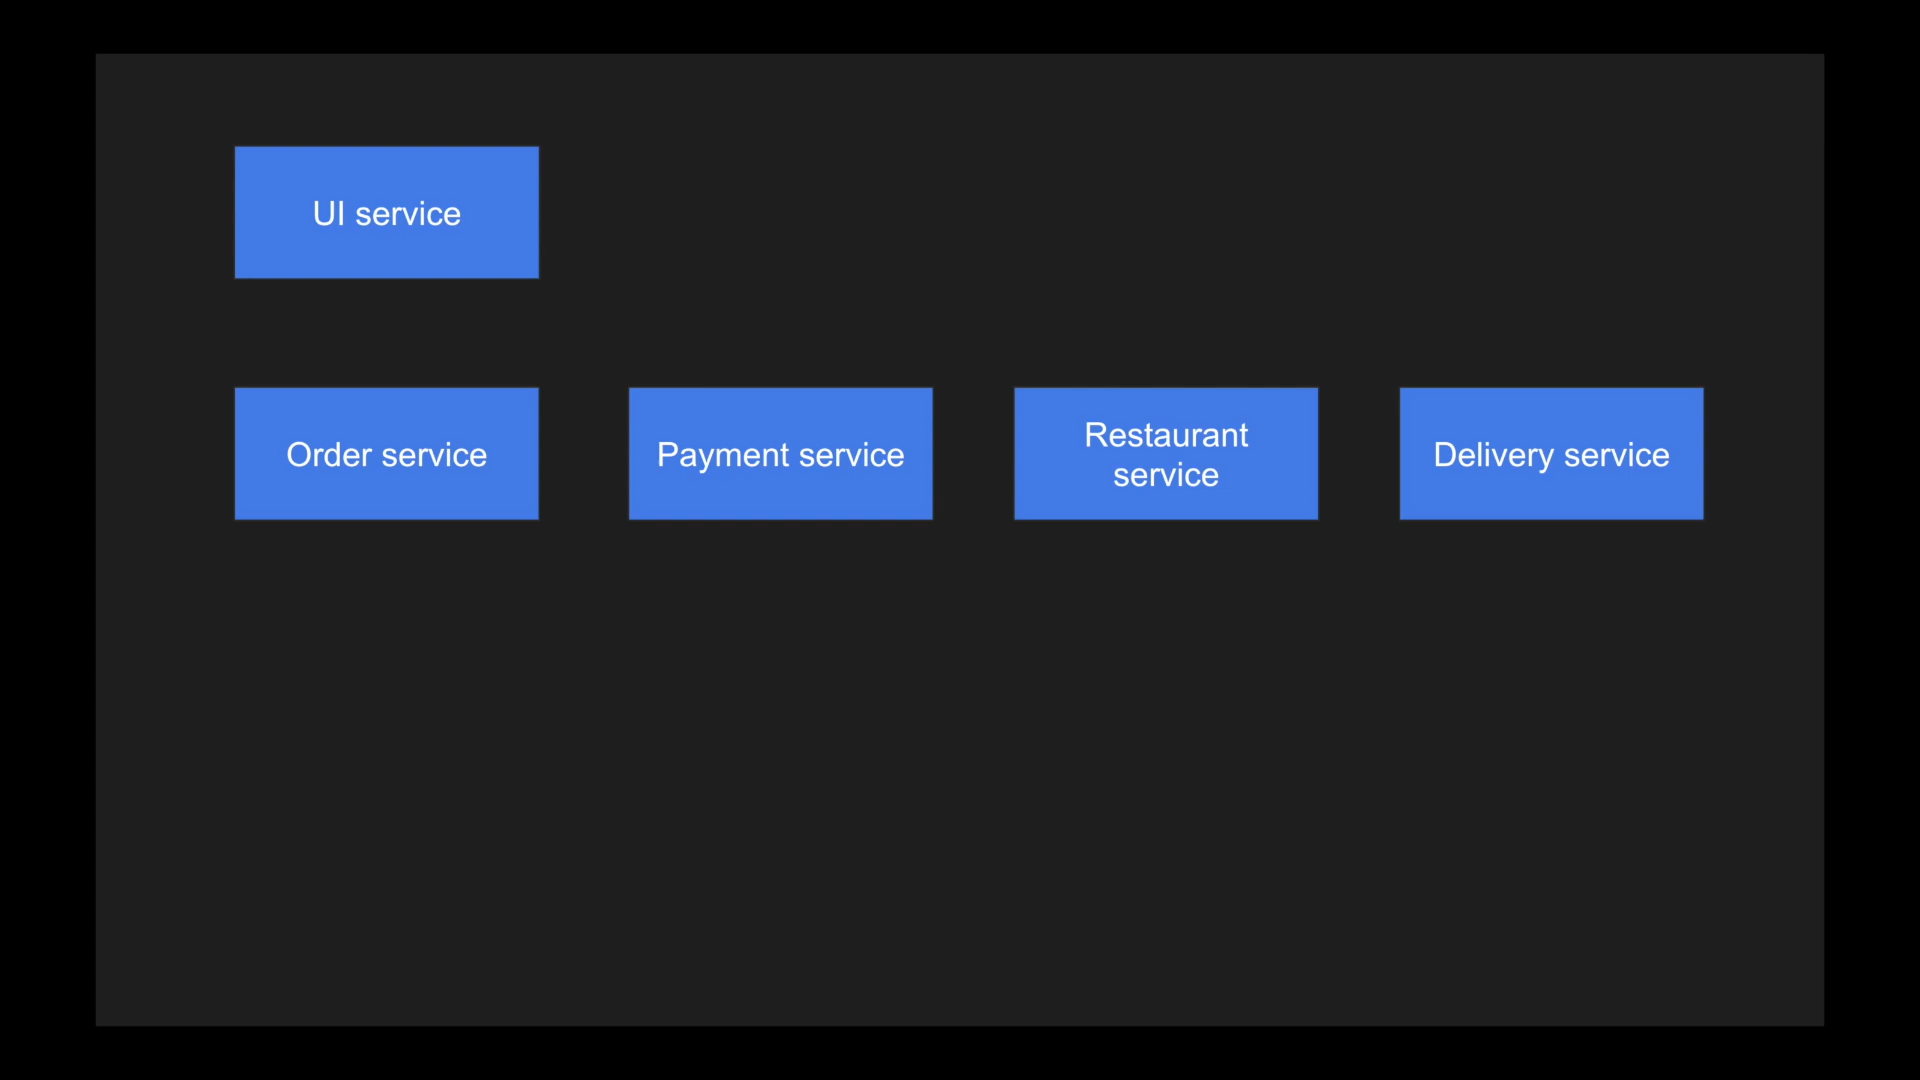 UI service
Order service
Payment service
Restaurant
service
Delivery service